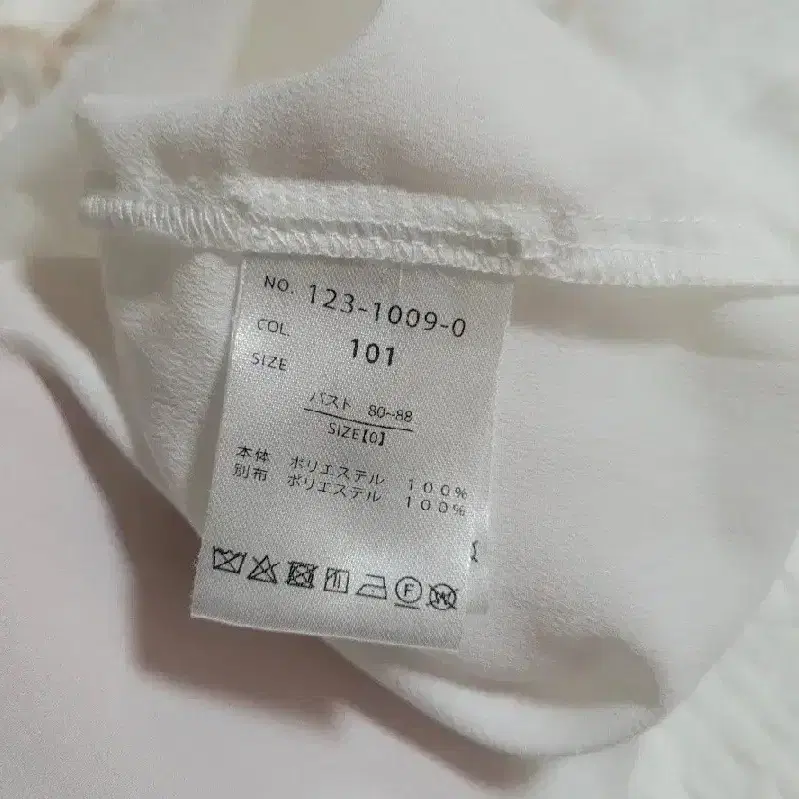 NO. 123-1009-0
COL. 101
SIZE
バスト 80~88
SIZE【0】
本体 ポリエステル 100%
別布 ポリエステル 100%
F
W